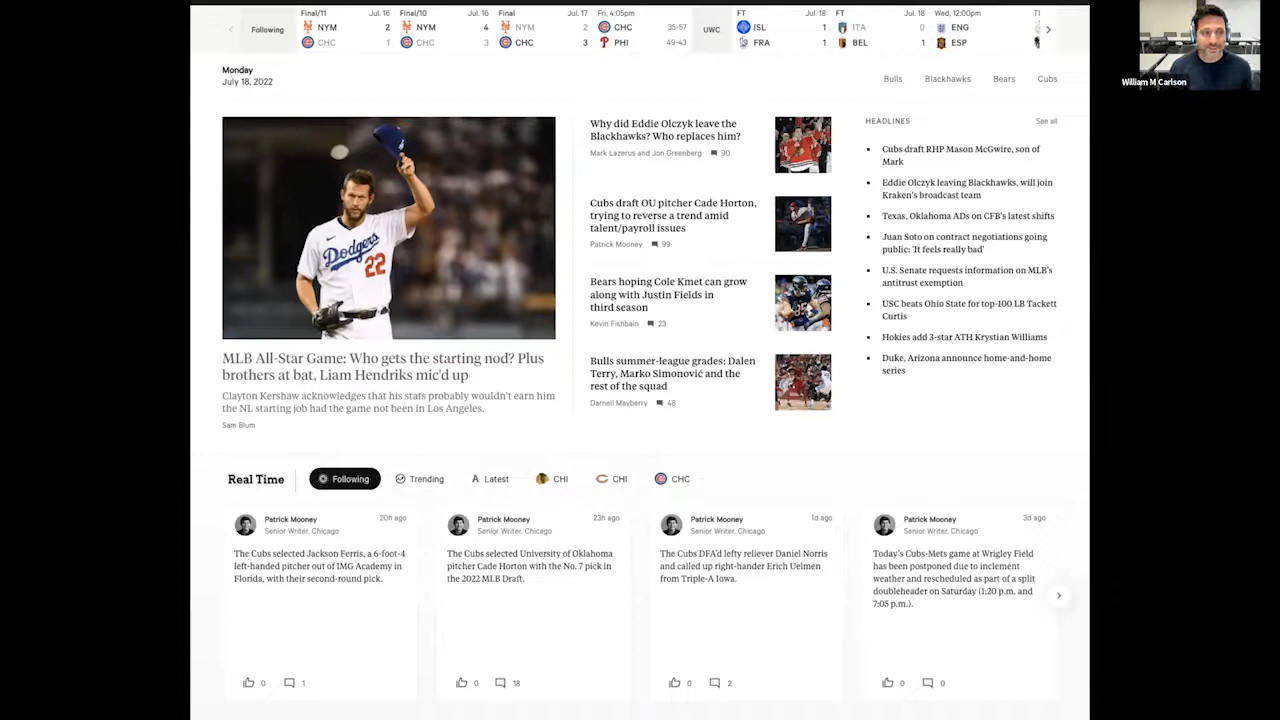 Following
Final/11 Jul. 16
NYM 2
CHC 1
Final/10 Jul. 16
NYM 4
CHC 3
Final Jul. 17
NYM 2
CHC 3
Fri, 4:05pm
CHC 35-57
PHI 49-43
UWC
FT Jul. 18
ISL 1
FRA 1
FT Jul. 18
ITA 0
BEL 1
Wed, 12:00pm
ENG
ESP
William M Carlson
Monday
July 18, 2022
Bulls Blackhawks Bears Cubs
Dodgers
22
MLB All-Star Game: Who gets the starting nod? Plus
brothers at bat, Liam Hendriks mic'd up
Clayton Kershaw acknowledges that his stats probably wouldn't earn him
the NL starting job had the game not been in Los Angeles.
Sam Blum
Why did Eddie Olczyk leave the
Blackhawks? Who replaces him?
Mark Lazerus and Jon Greenberg 90
Cubs draft OU pitcher Cade Horton,
trying to reverse a trend amid
talent/payroll issues
Patrick Mooney 99
Bears hoping Cole Kmet can grow
along with Justin Fields in
third season
Kevin Fishbain 23
Bulls summer-league grades: Dalen
Terry, Marko Simonović and the
rest of the squad
Darnell Mayberry 48
HEADLINES See all
Cubs draft RHP Mason McGwire, son of
Mark
Eddie Olczyk leaving Blackhawks, will join
Kraken's broadcast team
Texas, Oklahoma ADs on CFB's latest shifts
Juan Soto on contract negotiations going
public: 'It feels really bad'
U.S. Senate requests information on MLB's
antitrust exemption
USC beats Ohio State for top-100 LB Tackett
Curtis
Hokies add 3-star ATH Krystian Williams
Duke, Arizona announce home-and-home
series
Real Time Following Trending Latest CHI CHI CHC
Patrick Mooney 20h ago
Senior Writer, Chicago
The Cubs selected Jackson Ferris, a 6-foot-4
left-handed pitcher out of IMG Academy in
Florida, with their second-round pick.
0 1
Patrick Mooney 23h ago
Senior Writer, Chicago
The Cubs selected University of Oklahoma
pitcher Cade Horton with the No. 7 pick in
the 2022 MLB Draft.
0 18
Patrick Mooney 1d ago
Senior Writer, Chicago
The Cubs DFA'd lefty reliever Daniel Norris
and called up right-hander Erich Uelmen
from Triple-A Iowa.
0 2
Patrick Mooney 3d ago
Senior Writer, Chicago
Today's Cubs-Mets game at Wrigley Field
has been postponed due to inclement
weather and rescheduled as part of a split
doubleheader on Saturday (1:20 p.m. and
7:05 p.m.).
0 0